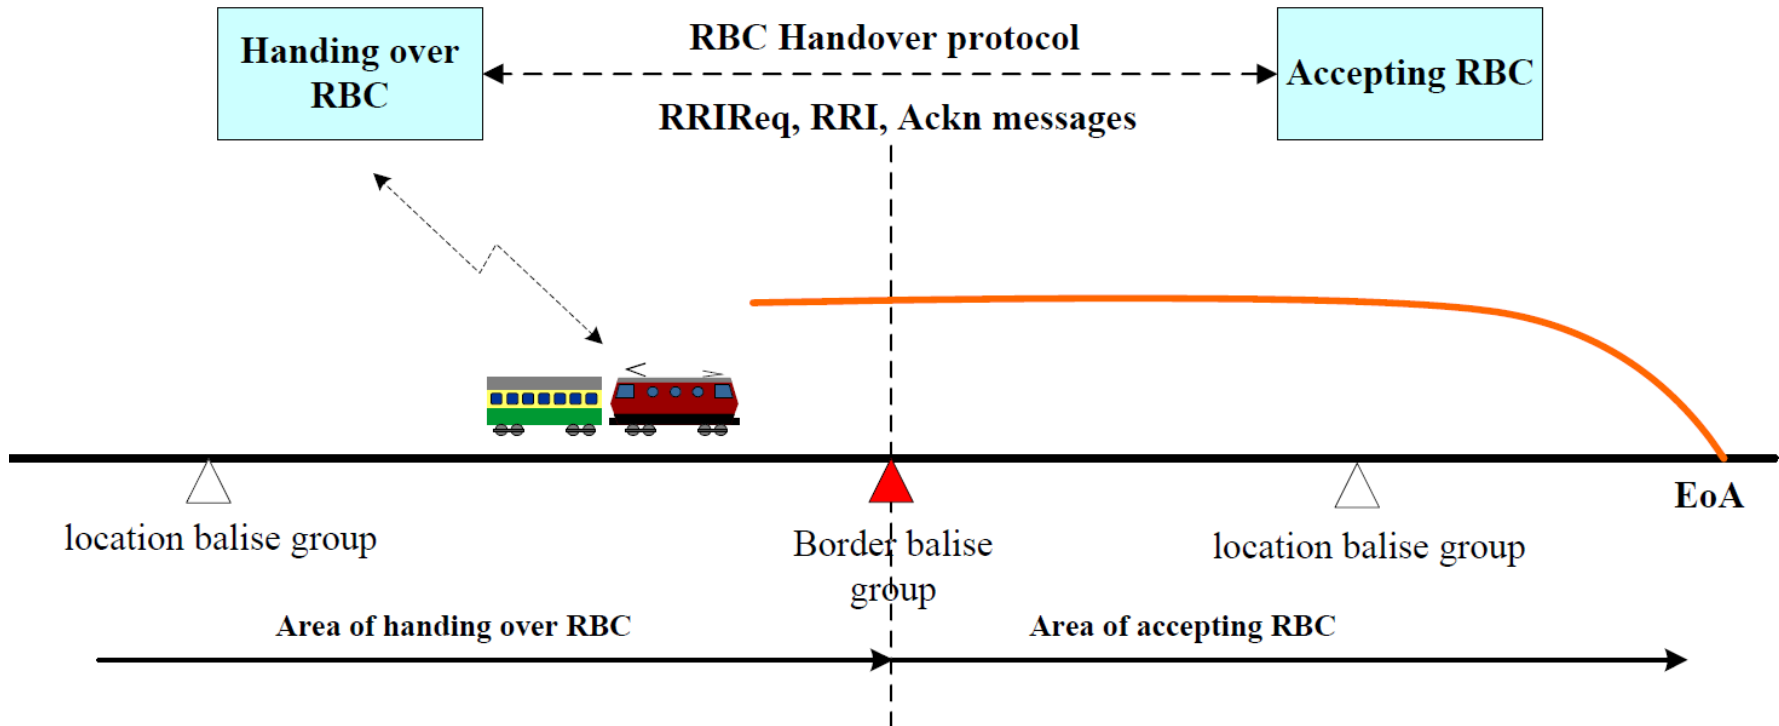 Handing over
RBC
RBC Handover protocol
Accepting RBC
RRIReq, RRI, Ackn messages
EoA
location balise group
Border balise
group
location balise group
Area of handing over RBC
Area of accepting RBC